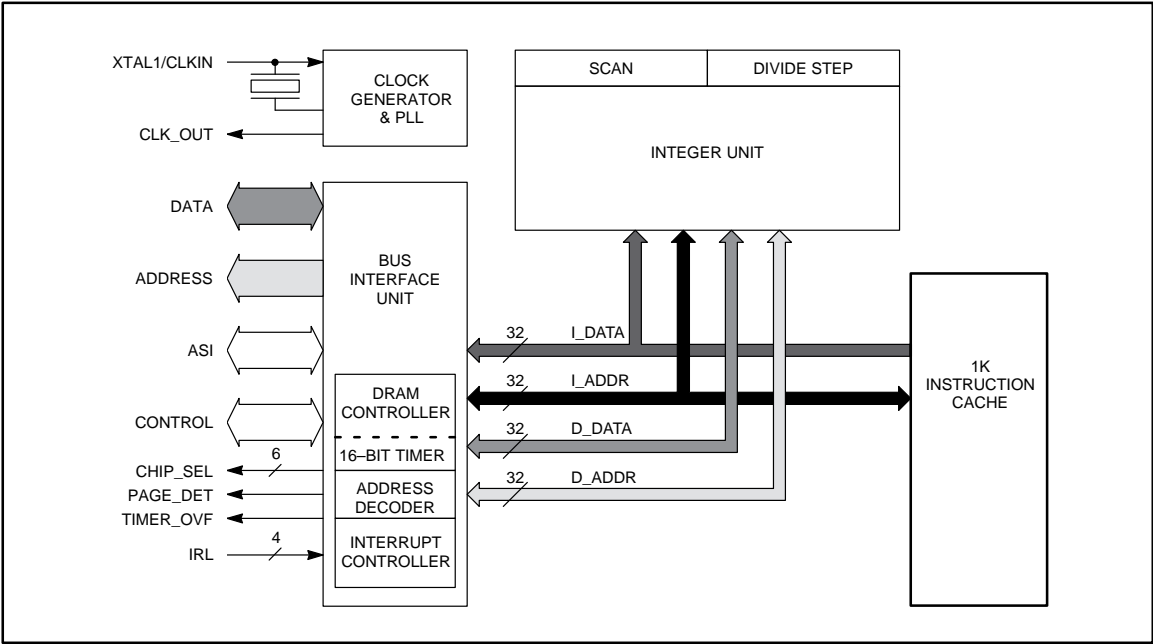 XTAL1/CLKIN
CLOCK
GENERATOR
& PLL
CLK_OUT
SCAN
DIVIDE STEP
INTEGER UNIT
DATA
ADDRESS
ASI
CONTROL
6
CHIP_SEL
PAGE_DET
TIMER_OVF
4
IRL
BUS
INTERFACE
UNIT
DRAM
CONTROLLER
16–BIT TIMER
ADDRESS
DECODER
INTERRUPT
CONTROLLER
32 I_DATA
32 I_ADDR
32 D_DATA
32 D_ADDR
1K
INSTRUCTION
CACHE